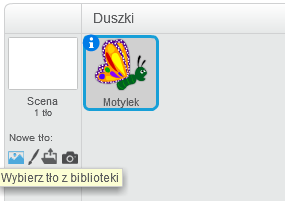 Duszki
Scena
1 tło
Motylek
Nowe tło:
Wybierz tło z biblioteki